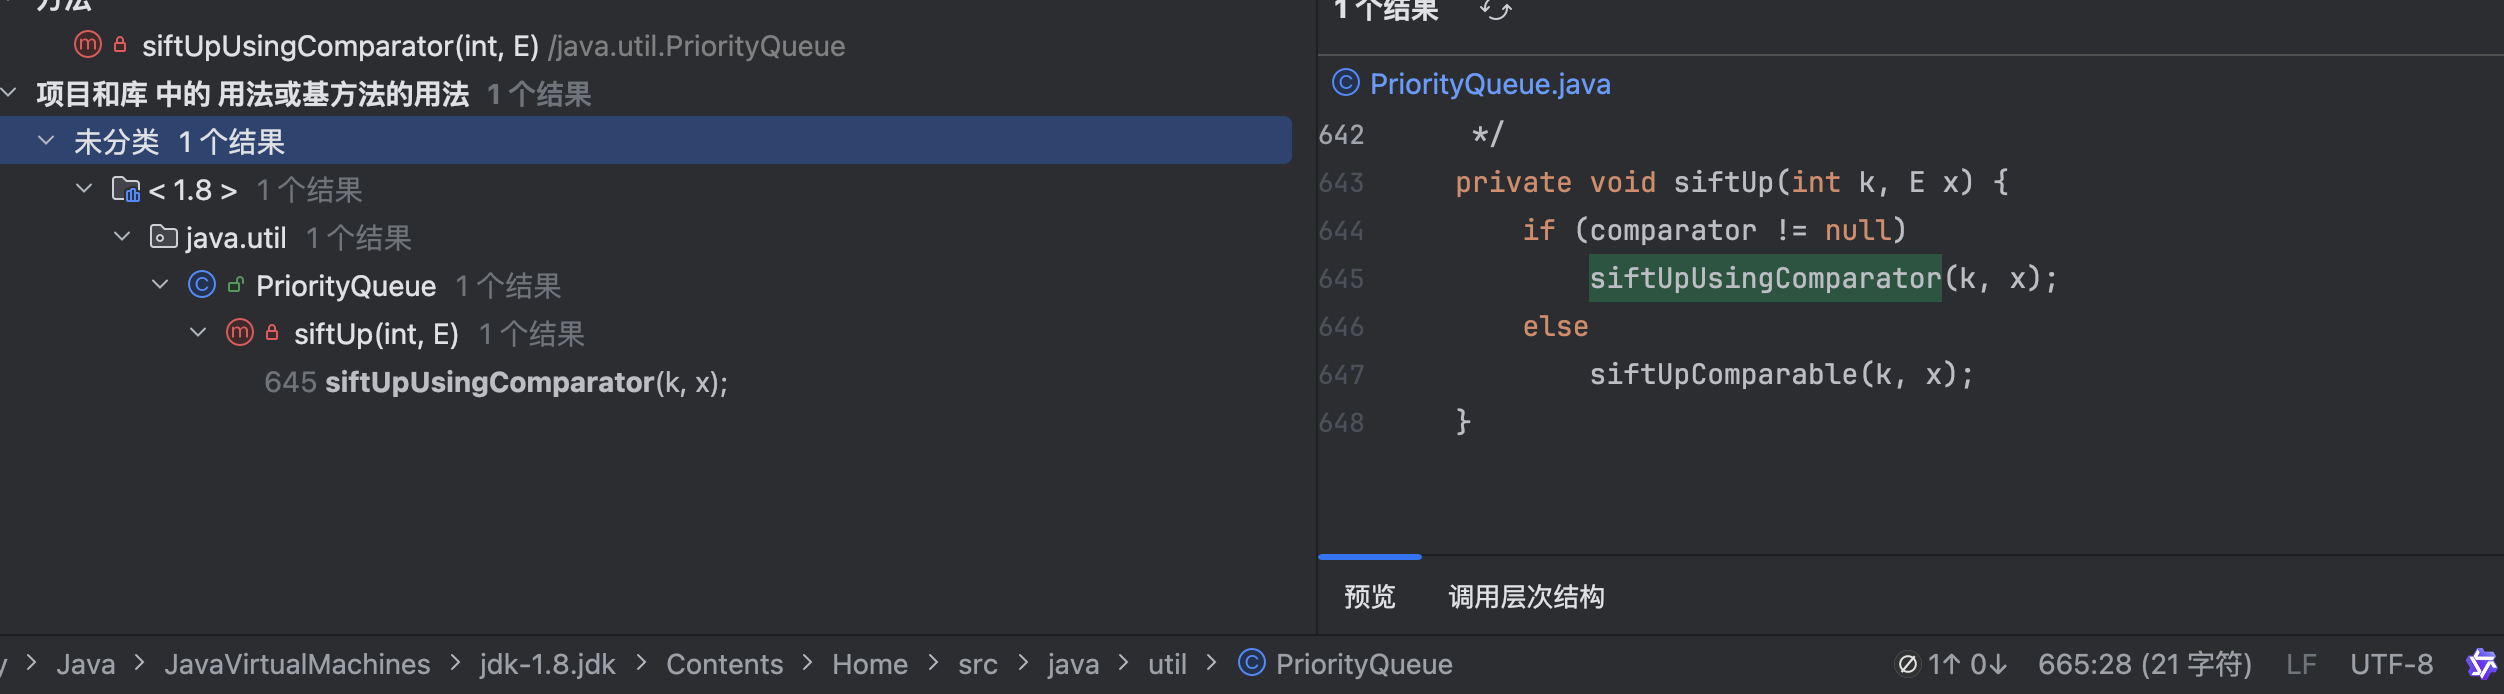 方法
siftUpUsingComparator(int, E) /java.util.PriorityQueue
项目和库 中的 用法或基方法的用法 1 个结果
未分类 1 个结果
< 1.8 > 1 个结果
java.util 1 个结果
PriorityQueue 1 个结果
siftUp(int, E) 1 个结果
645 siftUpUsingComparator(k, x);
1 个结果
PriorityQueue.java
642 */
643 private void siftUp(int k, E x) {
644 if (comparator != null)
645 siftUpUsingComparator(k, x);
646 else
647 siftUpComparable(k, x);
648 }
预览 调用层次结构
y > Java > JavaVirtualMachines > jdk-1.8.jdk > Contents > Home > src > java > util > PriorityQueue 1↑ 0↓ 665:28 (21 字符) LF UTF-8